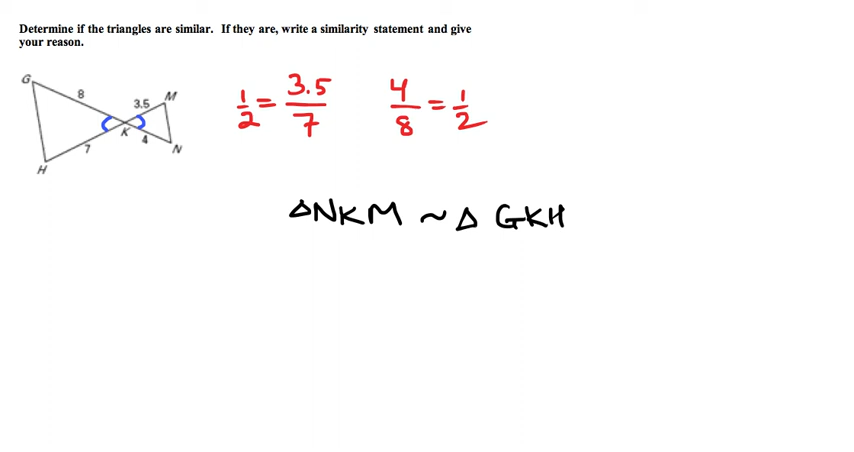 Determine if the triangles are similar. If they are, write a similarity statement and give
your reason.
G
8
3.5 M
K
7
4
N
H
1/2 = 3.5/7
4/8 = 1/2
△NKM ~ △ GKH